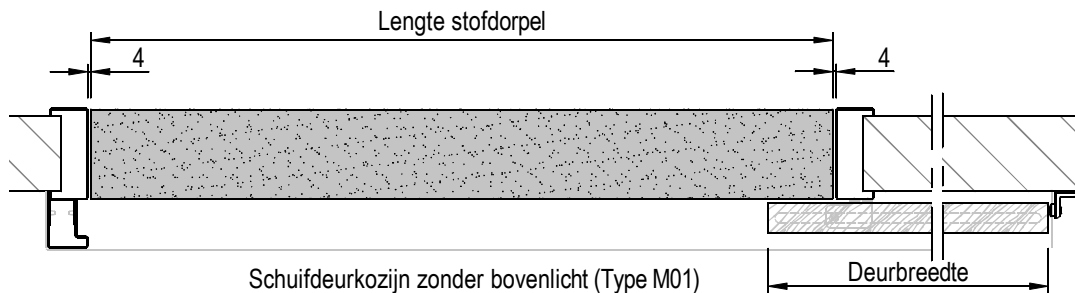 Lengte stofdorpel
4
4
Schuifdeurkozijn zonder bovenlicht (Type M01)
Deurbreedte